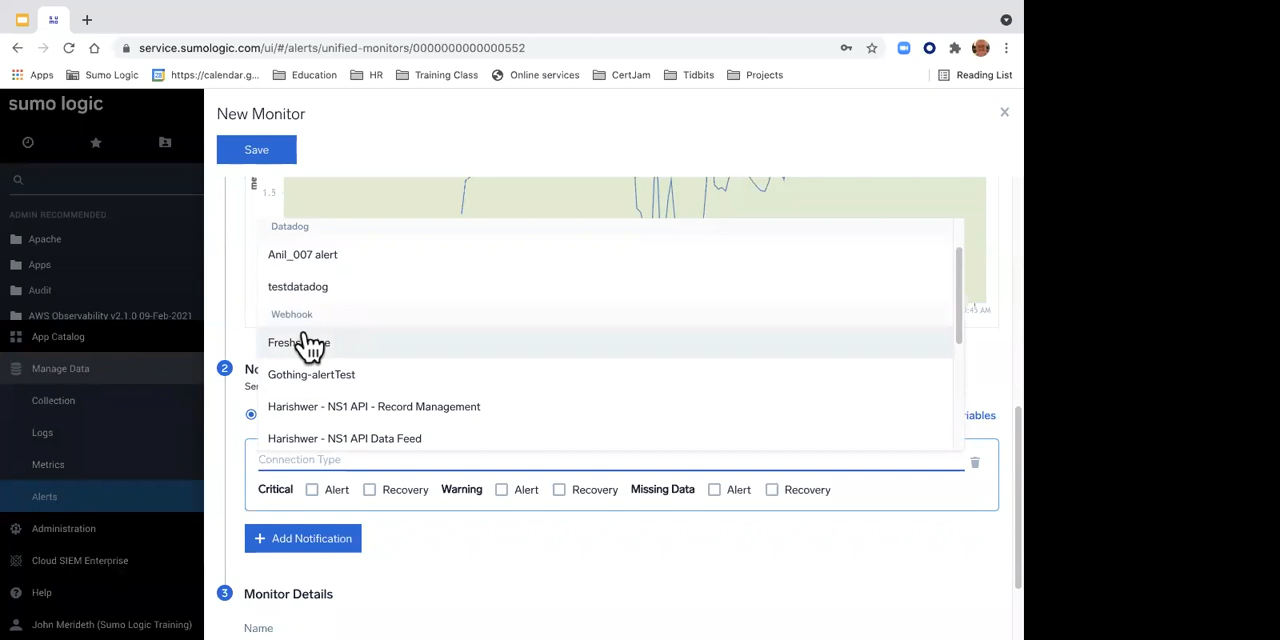 service.sumologic.com/ui/#/alerts/unified-monitors/0000000000000552
Apps Sumo Logic https://calendar.g... Education HR Training Class Online services CertJam Tidbits Projects Reading List
sumo logic
New Monitor
Save
ADMIN RECOMMENDED
Apache
Apps
Audit
AWS Observability v2.1.0 09-Feb-2021
App Catalog
Manage Data
Collection
Logs
Metrics
Alerts
Administration
Cloud SIEM Enterprise
Help
John Merideth (Sumo Logic Training)
1.5
Datadog
Anil_007 alert
testdatadog
Webhook
Gothing-alertTest
Harishwer - NS1 API - Record Management
Harishwer - NS1 API Data Feed
:45 AM
2
Connection Type
Critical Alert Recovery Warning Alert Recovery Missing Data Alert Recovery
+ Add Notification
3 Monitor Details
Name